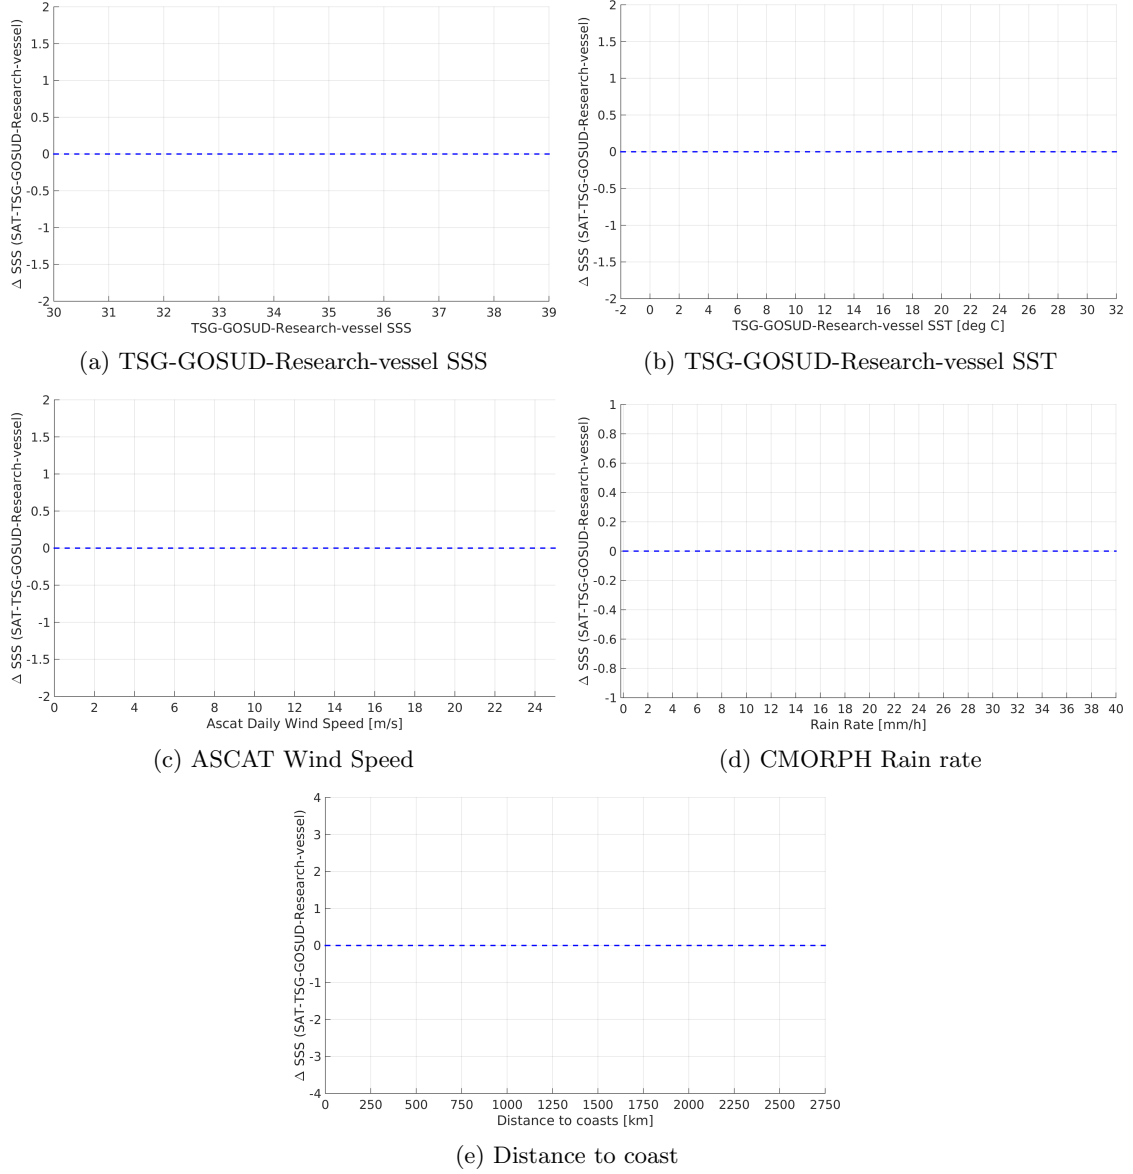 Δ SSS (SAT-TSG-GOSUD-Research-vessel)
2
1.5
1
0.5
0
-0.5
-1
-1.5
-2
30 31 32 33 34 35 36 37 38 39
TSG-GOSUD-Research-vessel SSS
(a) TSG-GOSUD-Research-vessel SSS
Δ SSS (SAT-TSG-GOSUD-Research-vessel)
2
1.5
1
0.5
0
-0.5
-1
-1.5
-2
-2 0 2 4 6 8 10 12 14 16 18 20 22 24 26 28 30 32
TSG-GOSUD-Research-vessel SST [deg C]
(b) TSG-GOSUD-Research-vessel SST
Δ SSS (SAT-TSG-GOSUD-Research-vessel)
2
1.5
1
0.5
0
-0.5
-1
-1.5
-2
0 2 4 6 8 10 12 14 16 18 20 22 24
Ascat Daily Wind Speed [m/s]
(c) ASCAT Wind Speed
Δ SSS (SAT-TSG-GOSUD-Research-vessel)
1
0.8
0.6
0.4
0.2
0
-0.2
-0.4
-0.6
-0.8
-1
0 2 4 6 8 10 12 14 16 18 20 22 24 26 28 30 32 34 36 38 40
Rain Rate [mm/h]
(d) CMORPH Rain rate
Δ SSS (SAT-TSG-GOSUD-Research-vessel)
4
3
2
1
0
-1
-2
-3
-4
0 250 500 750 1000 1250 1500 1750 2000 2250 2500 2750
Distance to coasts [km]
(e) Distance to coast